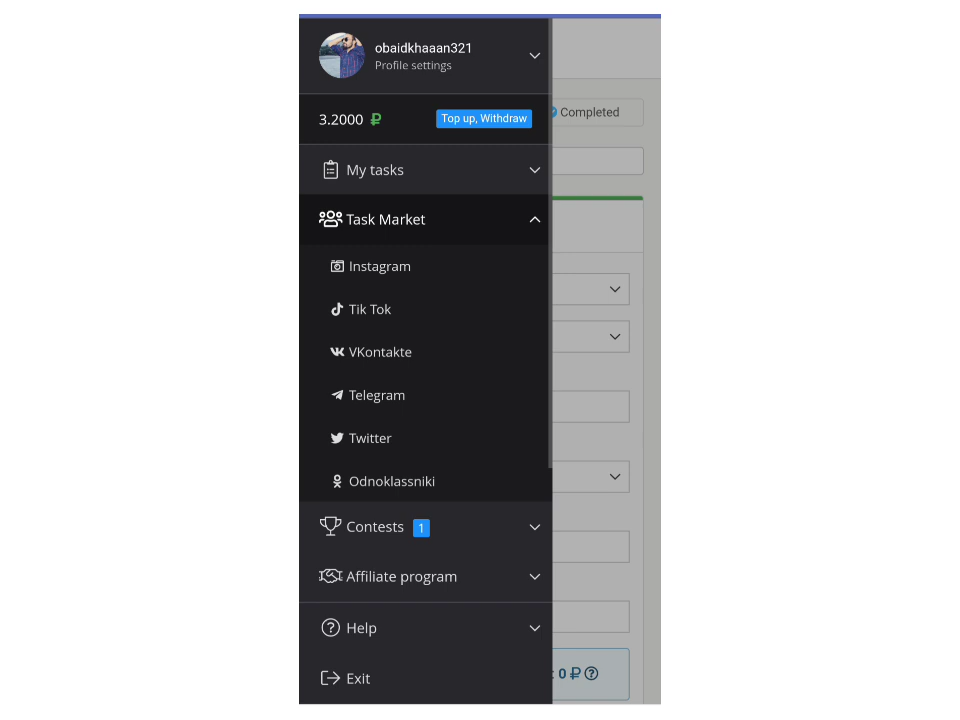 obaidkhaaan321
Profile settings
3.2000 ₽
Top up, Withdraw
Completed
My tasks
Task Market
Instagram
Tik Tok
VKontakte
Telegram
Twitter
Odnoklassniki
Contests 1
Affiliate program
Help
: 0 ₽
Exit